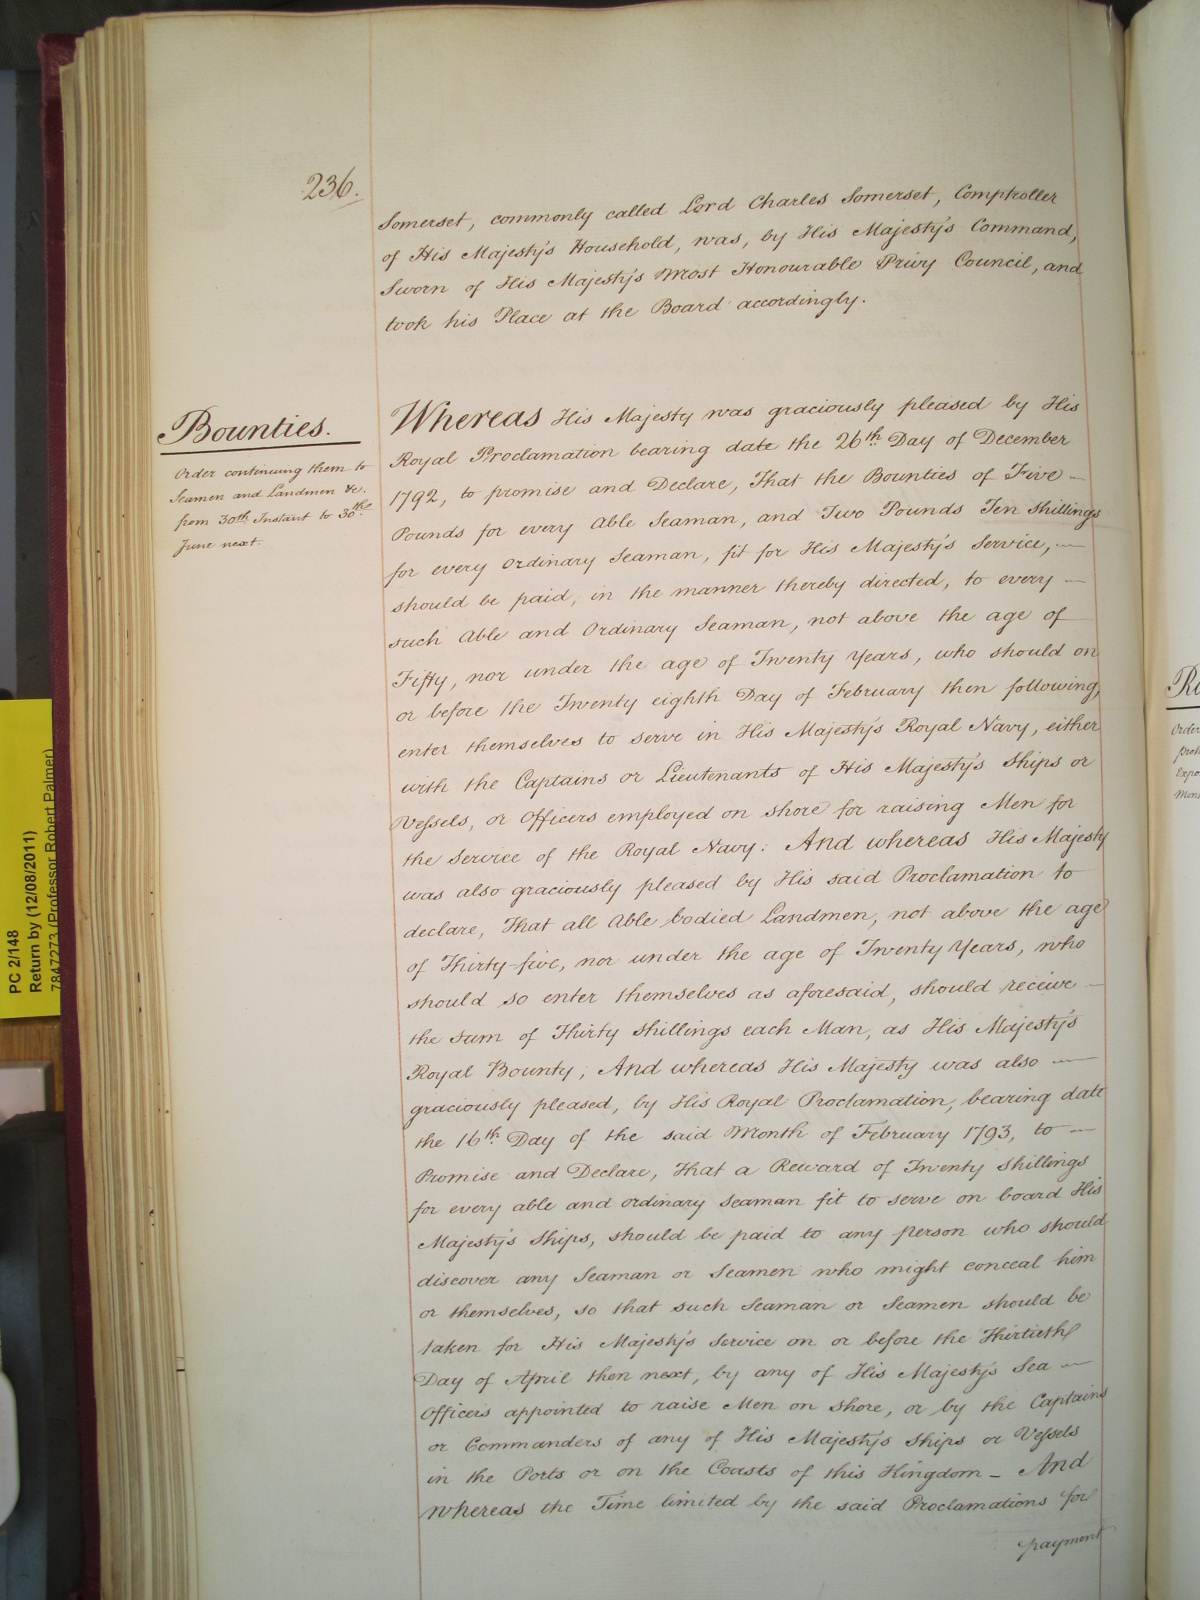 236.
Somerset, commonly called Lord Charles Somerset, Comptroller
of His Majesty's Household, was, by His Majesty's Command,
Sworn of His Majesty's Most Honourable Privy Council, and
took his Place at the Board accordingly.
Bounties.
Order continuing them to
Seamen and Landmen &c.
from 30th Instant to 30th
June next.
Whereas His Majesty was graciously pleased by His
Royal Proclamation bearing date the 26th Day of December
1792, to promise and Declare, That the Bounties of Five —
Pounds for every Able Seaman, and Two Pounds Ten Shillings
for every Ordinary Seaman, fit for His Majesty's Service, —
should be paid, in the manner thereby directed, to every —
such Able and Ordinary Seaman, not above the age of
Fifty, nor under the age of Twenty Years, who should on
or before the Twenty eighth Day of February then following,
enter themselves to serve in His Majesty's Royal Navy, either
with the Captains or Lieutenants of His Majesty's Ships or
Vessels, or Officers employed on shore for raising Men for
the Service of the Royal Navy: And whereas His Majesty
was also graciously pleased by His said Proclamation to
declare, That all Able bodied Landmen, not above the age
of Thirty-five, nor under the age of Twenty Years, who
should so enter themselves as aforesaid, should receive —
the Sum of Thirty Shillings each Man, as His Majesty's
Royal Bounty; And whereas His Majesty was also —
graciously pleased, by His Royal Proclamation, bearing date
the 16th Day of the said Month of February 1793, to —
Promise and Declare, That a Reward of Twenty Shillings
for every able and ordinary Seaman fit to serve on board His
Majesty's Ships, should be paid to any person who should
discover any Seaman or Seamen who might conceal him
or themselves, so that such Seaman or Seamen should be
taken for His Majesty's Service on or before the Thirtieth
Day of April then next, by any of His Majesty's Sea —
Officers appointed to raise Men on shore, or by the Captains
or Commanders of any of His Majesty's Ships or Vessels
in the Ports or on the Coasts of this Kingdom — And
whereas the Time limited by the said Proclamations for
payment
PC 2/148
Return by (12/08/2011)
7847273 (Professor Robert Palmer)